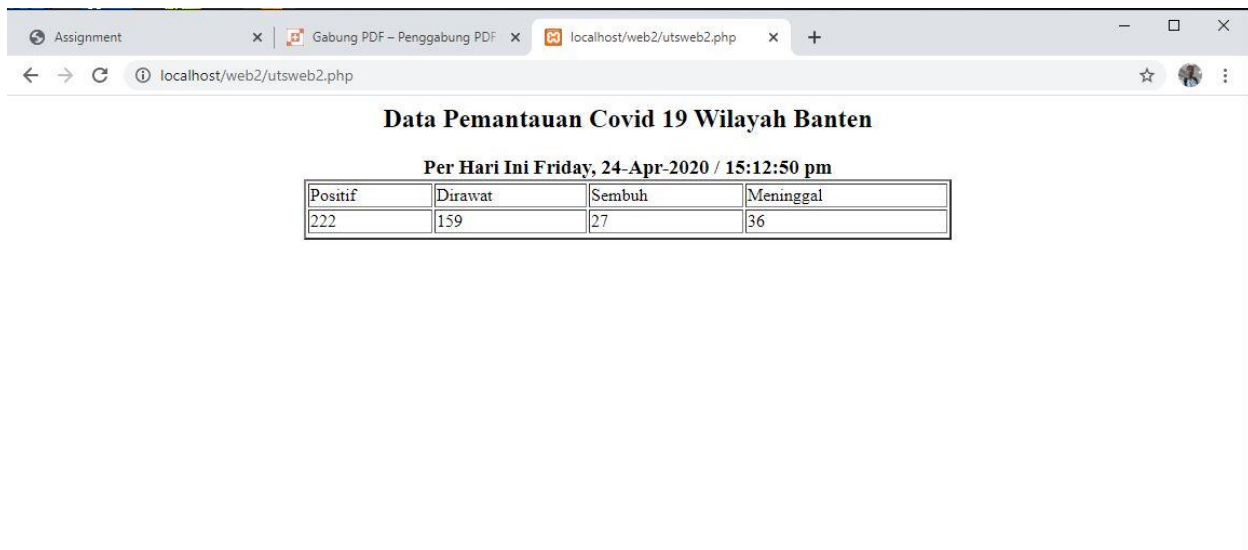 Assignment
Gabung PDF – Penggabung PDF
localhost/web2/utsweb2.php
localhost/web2/utsweb2.php
Data Pemantauan Covid 19 Wilayah Banten
Per Hari Ini Friday, 24-Apr-2020 / 15:12:50 pm
Positif Dirawat Sembuh Meninggal
222 159 27 36